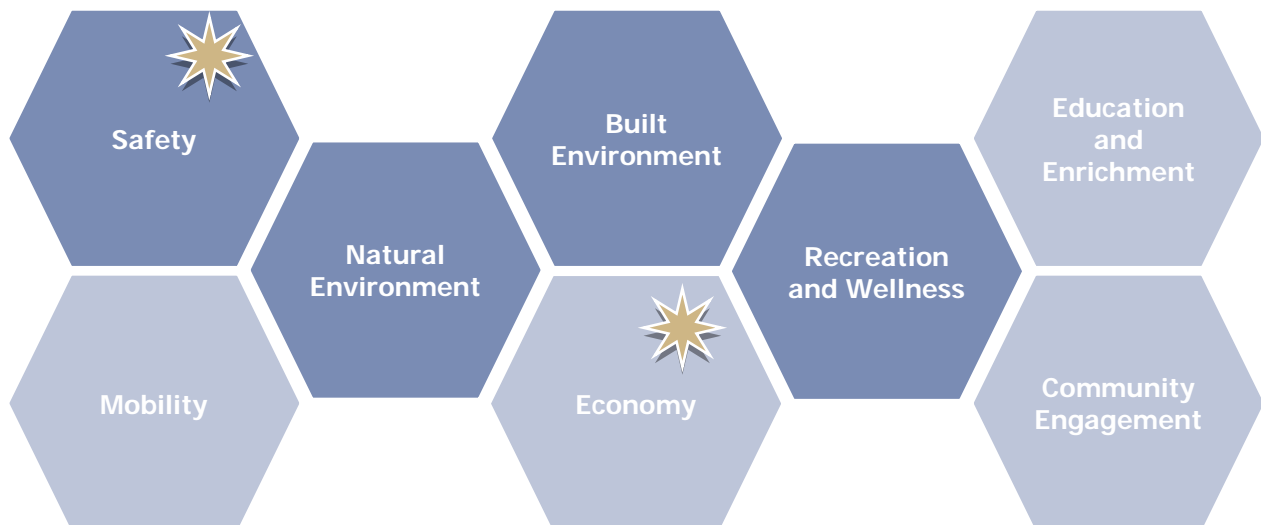 Safety
Built
Environment
Education
and
Enrichment
Natural
Environment
Recreation
and Wellness
Mobility
Economy
Community
Engagement